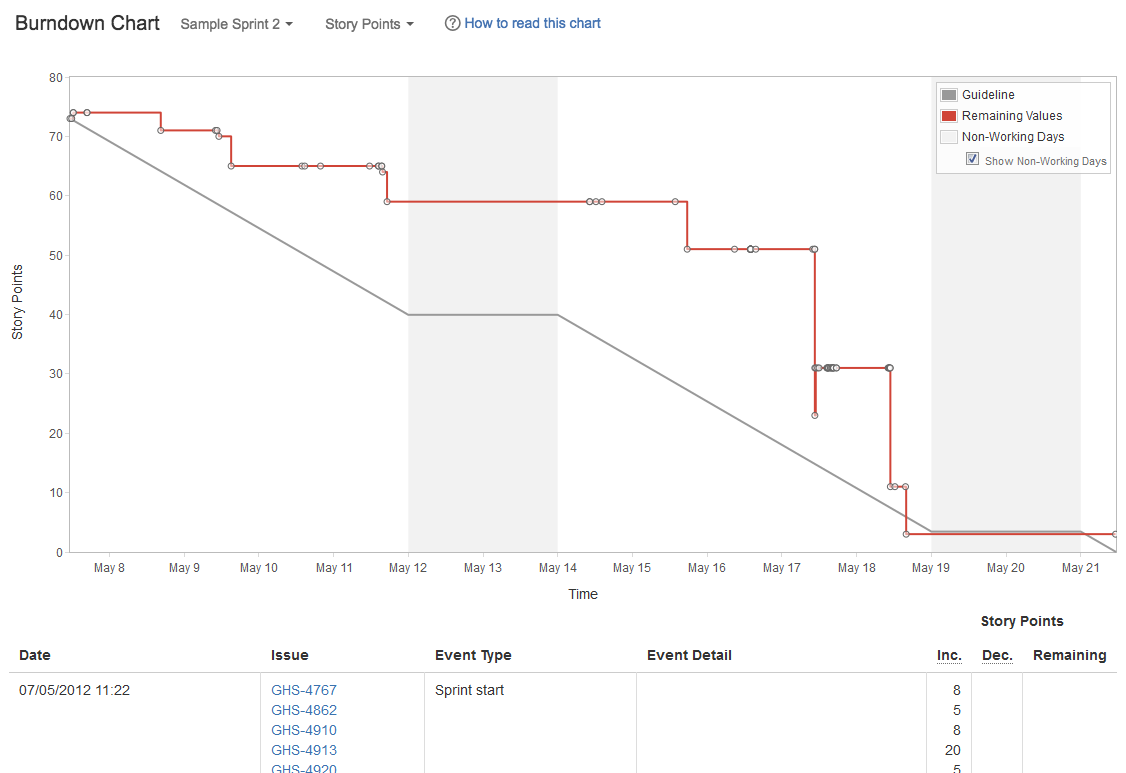 Burndown Chart Sample Sprint 2 Story Points ? How to read this chart
80
70
60
50
40
30
20
10
0
Story Points
Guideline
Remaining Values
Non-Working Days
Show Non-Working Days
May 8 May 9 May 10 May 11 May 12 May 13 May 14 May 15 May 16 May 17 May 18 May 19 May 20 May 21
Time
Story Points
Date Issue Event Type Event Detail Inc. Dec. Remaining
07/05/2012 11:22 GHS-4767 Sprint start 8
GHS-4862 5
GHS-4910 8
GHS-4913 20
GHS-4920 5